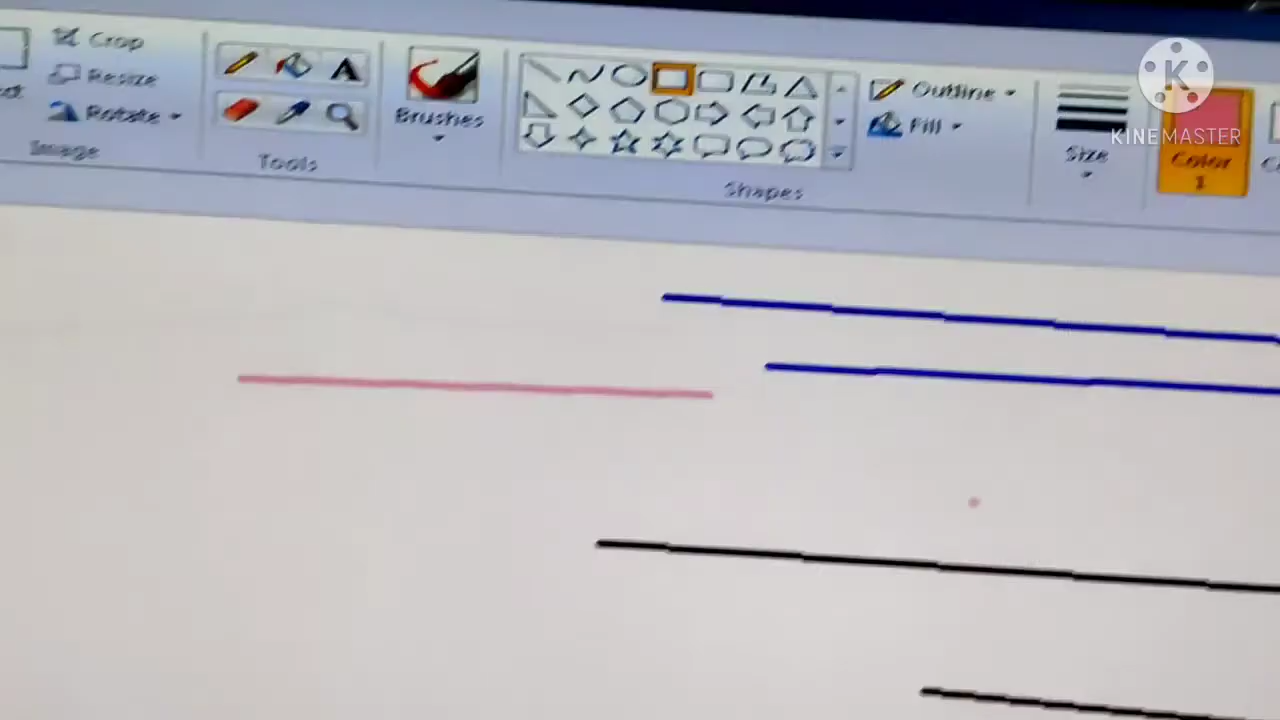 Crop
Resize
Rotate
Image
Tools
Brushes
Shapes
Outline
Fill
Size
Color
1
K
KINEMASTER